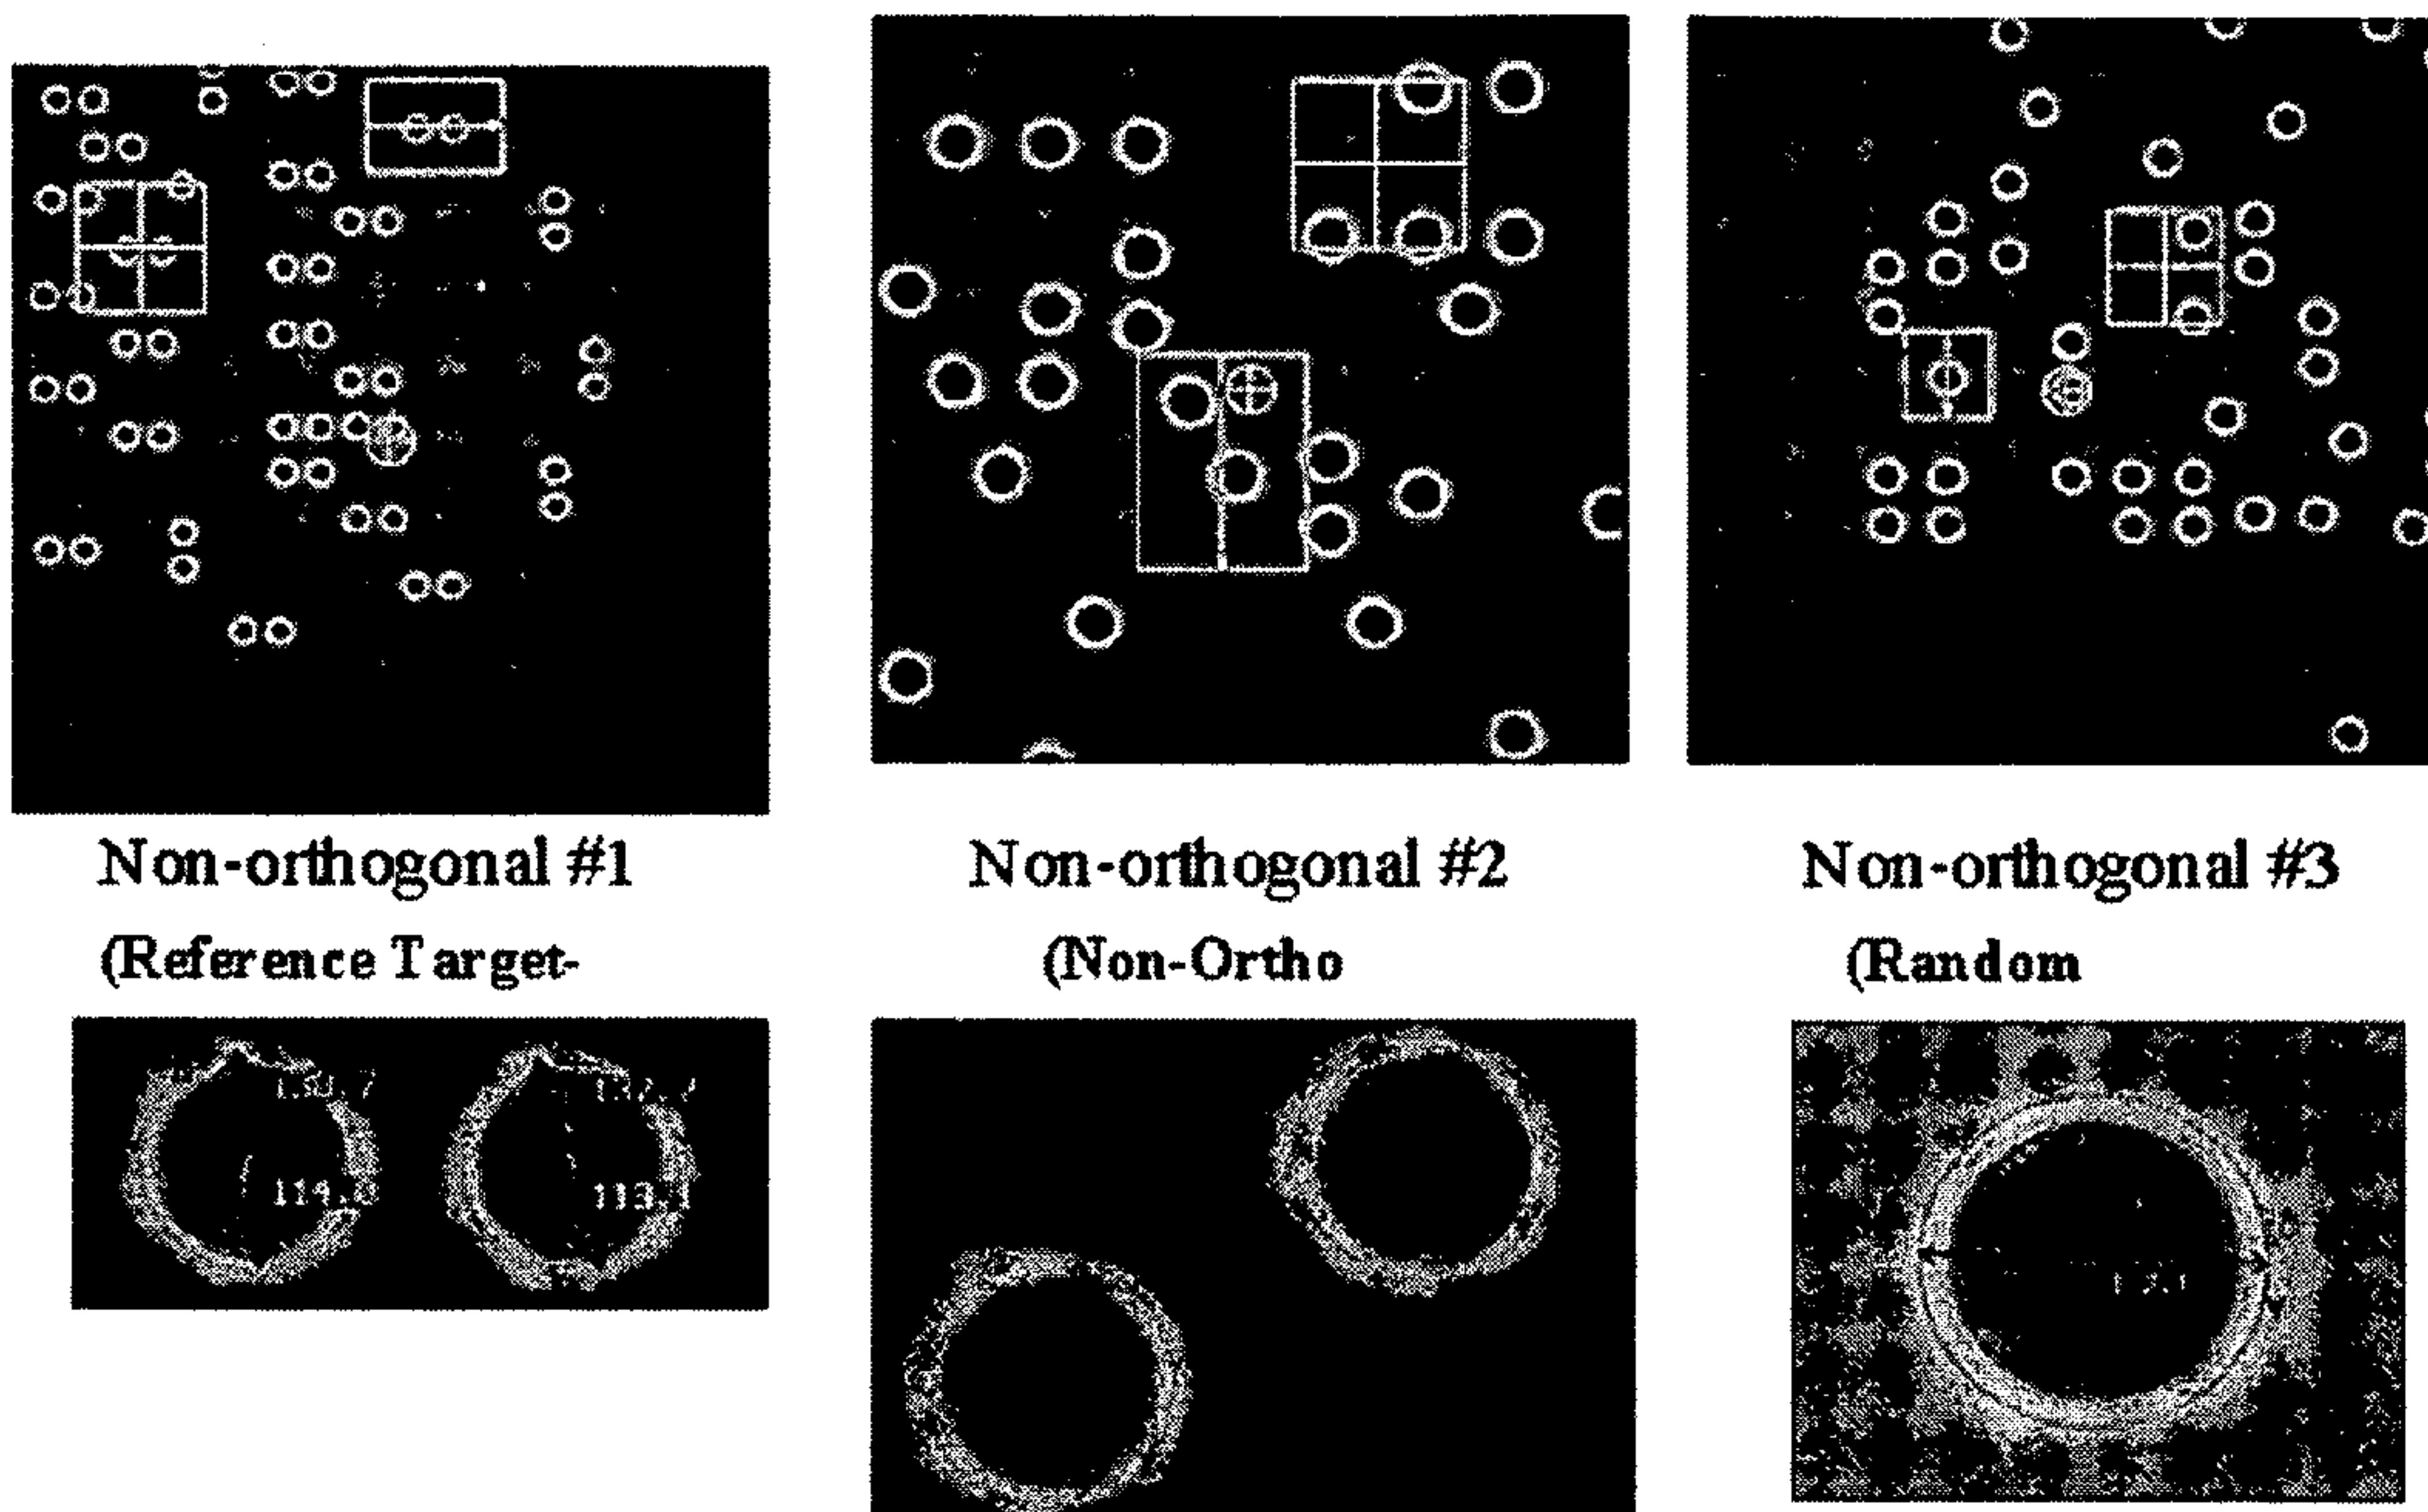 Non-orthogonal #1
Non-orthogonal #2
Non-orthogonal #3
(Reference Target-
(Non-Ortho
(Random